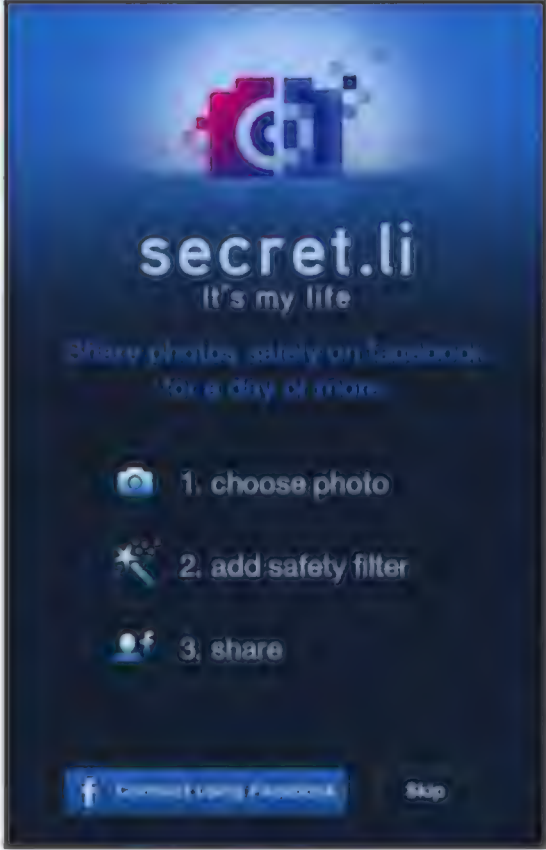 secret.li
It's my life
Share photos safely on facebook
for a day or more.
1. choose photo
2. add safety filter
3. share
Connect using Facebook
Skip